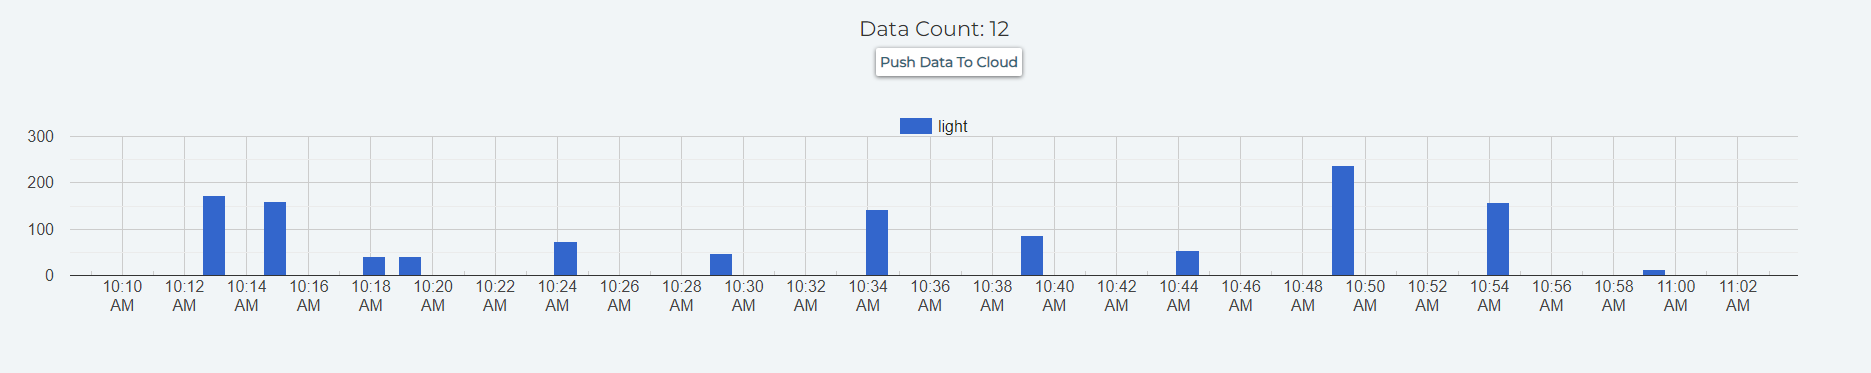 Data Count: 12
Push Data To Cloud
light
300
200
100
0
10:10 AM
10:12 AM
10:14 AM
10:16 AM
10:18 AM
10:20 AM
10:22 AM
10:24 AM
10:26 AM
10:28 AM
10:30 AM
10:32 AM
10:34 AM
10:36 AM
10:38 AM
10:40 AM
10:42 AM
10:44 AM
10:46 AM
10:48 AM
10:50 AM
10:52 AM
10:54 AM
10:56 AM
10:58 AM
11:00 AM
11:02 AM